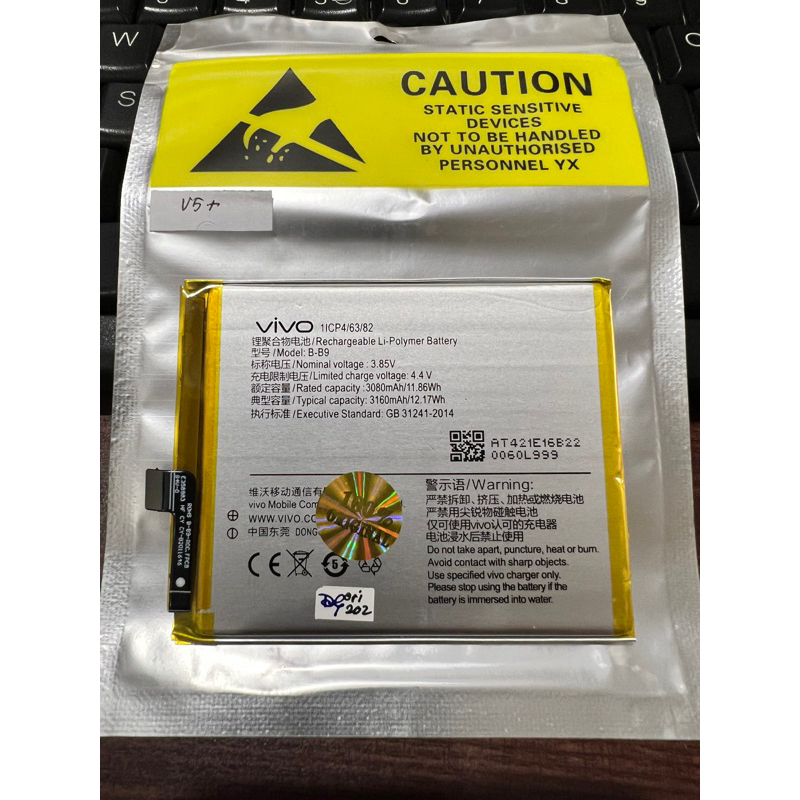 W
S
CAUTION
STATIC SENSITIVE
DEVICES
NOT TO BE HANDLED
BY UNAUTHORISED
PERSONNEL YX
V5+
vivo 1ICP4/63/82
锂聚合物电池/Rechargeable Li-Polymer Battery
型号/Model: B-B9
标称电压/Nominal voltage: 3.85V
充电限制电压/Limited charge voltage: 4.4 V
额定容量/Rated capacity: 3080mAh/11.86Wh
典型容量/Typical capacity: 3160mAh/12.17Wh
执行标准/Executive Standard: GB 31241-2014
AT421E16B22
0060L999
维沃移动通信有
vivo Mobile Com
WWW.VIVO.CO
中国东莞 DONG
100%
ORIGINAL
CE
5
ori
202
警示语/Warning:
严禁拆卸、挤压、加热或燃烧电池
严禁用尖锐物碰触电池
仅可使用vivo认可的充电器
电池浸水后禁止使用
Do not take apart, puncture, heat or burn.
Avoid contact with sharp objects.
Use specified vivo charger only.
Please stop using the battery if the
battery is immersed into water.